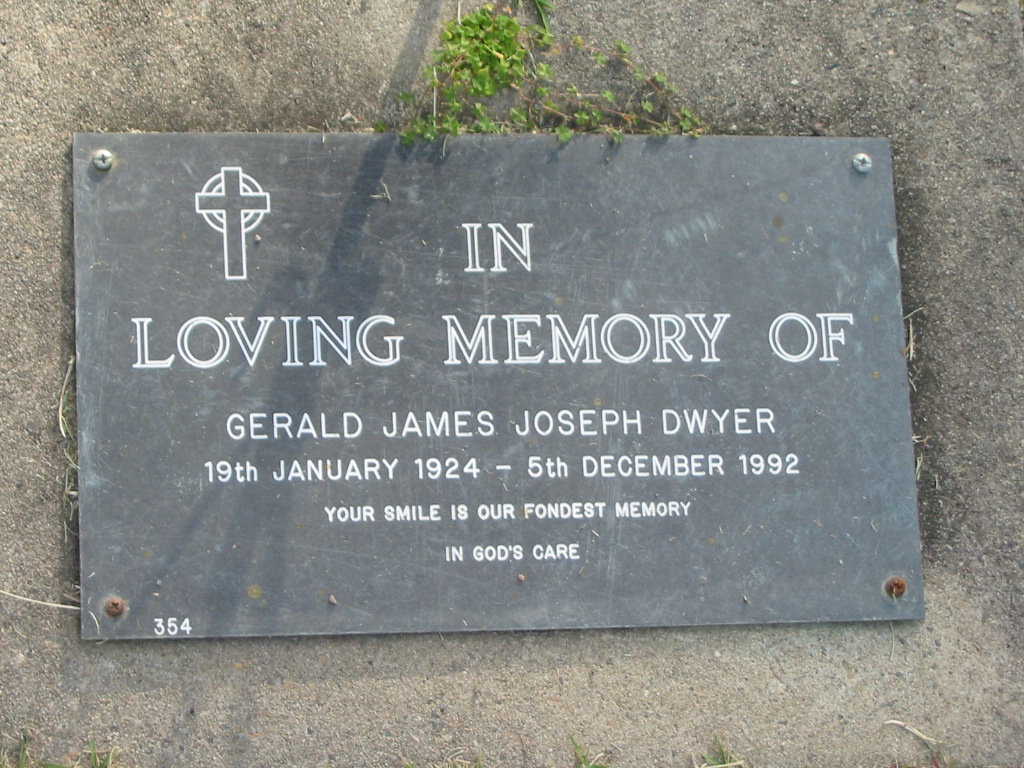 IN
LOVING MEMORY OF
GERALD JAMES JOSEPH DWYER
19th JANUARY 1924 – 5th DECEMBER 1992
YOUR SMILE IS OUR FONDEST MEMORY
IN GOD'S CARE
354